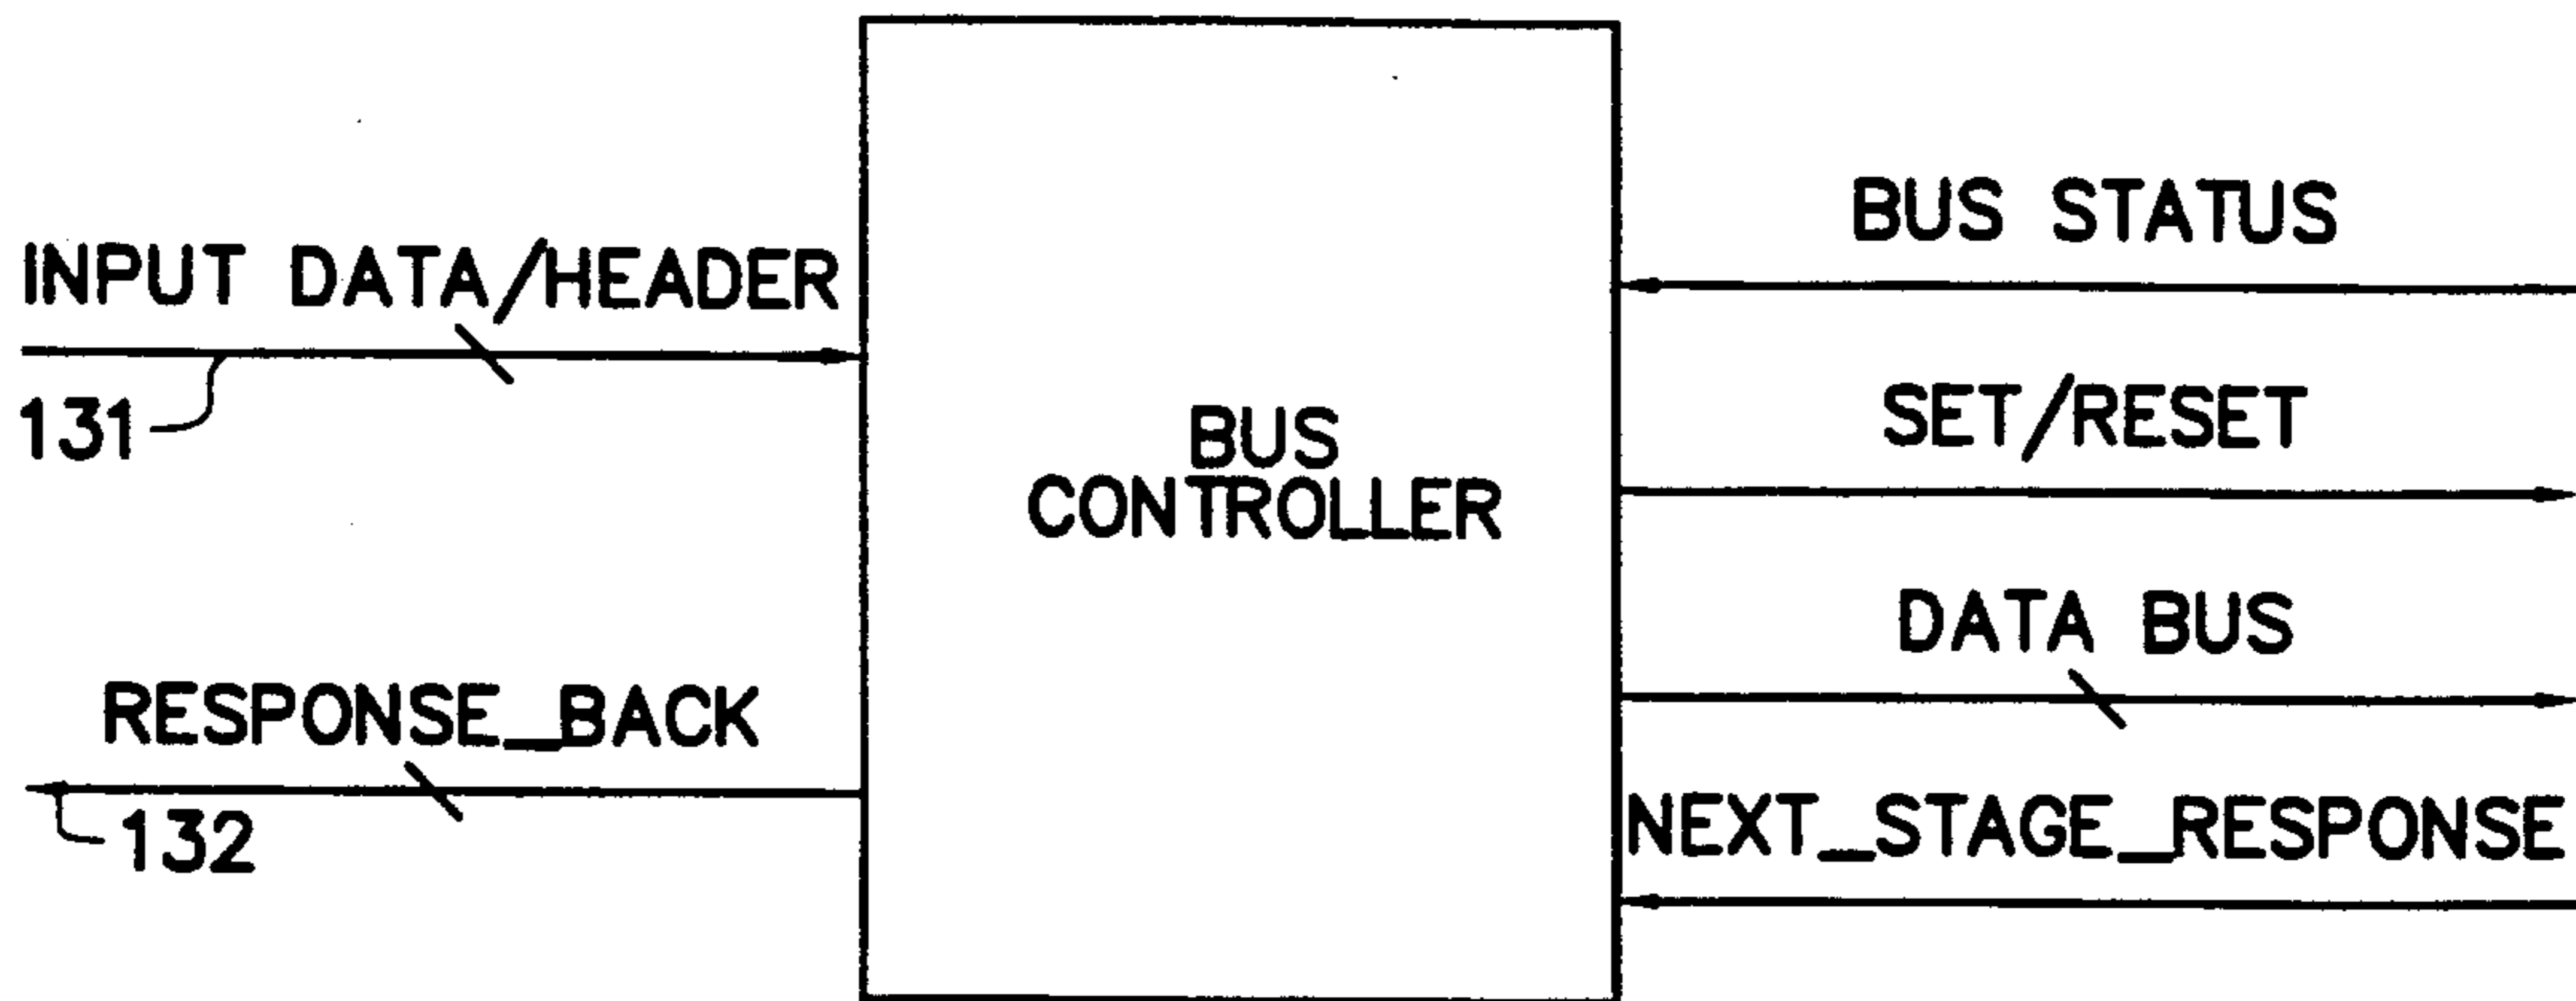 INPUT DATA/HEADER
131
RESPONSE_BACK
132
BUS
CONTROLLER
BUS STATUS
SET/RESET
DATA BUS
NEXT_STAGE_RESPONSE